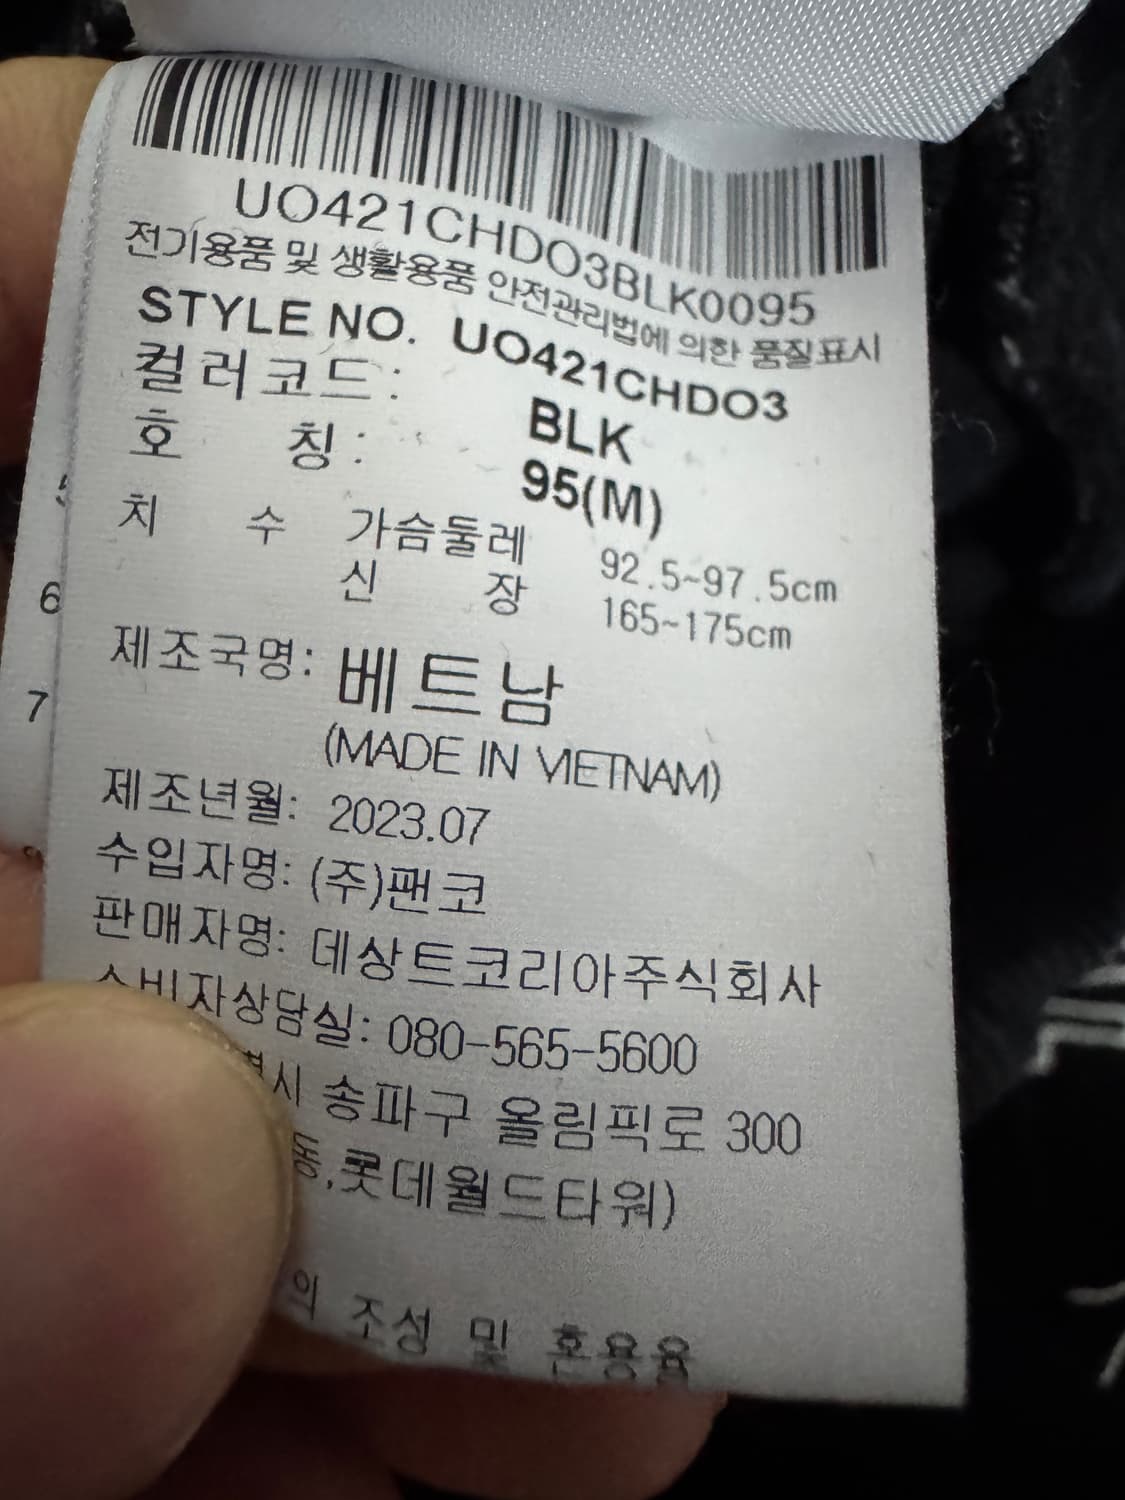 UO421CHDO3BLK0095
전기용품 및 생활용품 안전관리법에 의한 품질표시
STYLE NO. UO421CHDO3
컬러코드: BLK
호 칭: 95(M)
치 수 가슴둘레 92.5~97.5cm
신 장 165~175cm
제조국명: 베트남
(MADE IN VIETNAM)
제조년월: 2023.07
수입자명: (주)팬코
판매자명: 데상트코리아주식회사
소비자상담실: 080-565-5600
시 송파구 올림픽로 300
동,롯데월드타워)
의 조성 및 혼용율
6
7